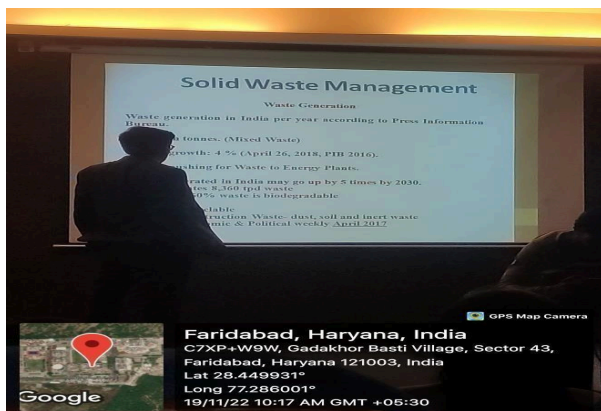 Solid Waste Management
Waste Generation
Waste generation in India per year according to Press Information
Bureau.
tonnes. (Mixed Waste)
growth: 4 % (April 26, 2018, PIB 2016).
for Waste to Energy Plants.
in India may go up by 5 times by 2030.
8,360 tpd waste
waste is biodegradable
Waste- dust, soil and inert waste
& Political weekly April 2017
GPS Map Camera
Faridabad, Haryana, India
C7XP+W9W, Gadakhor Basti Village, Sector 43,
Faridabad, Haryana 121003, India
Lat 28.449931°
Long 77.286001°
19/11/22 10:17 AM GMT +05:30
Google